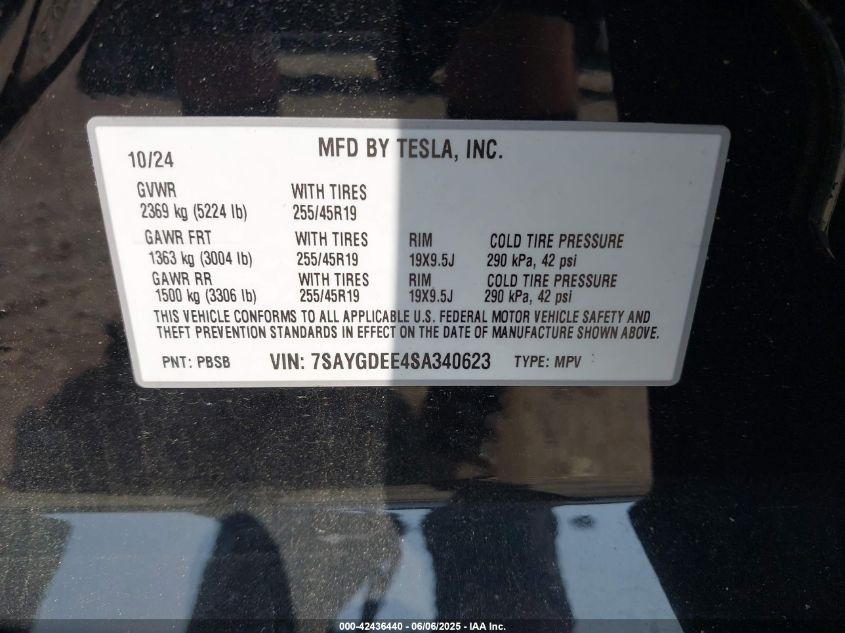 10/24 MFD BY TESLA, INC.
GVWR WITH TIRES
2369 kg (5224 lb) 255/45R19
GAWR FRT WITH TIRES RIM COLD TIRE PRESSURE
1363 kg (3004 lb) 255/45R19 19X9.5J 290 kPa, 42 psi
GAWR RR WITH TIRES RIM COLD TIRE PRESSURE
1500 kg (3306 lb) 255/45R19 19X9.5J 290 kPa, 42 psi
THIS VEHICLE CONFORMS TO ALL APPLICABLE U.S. FEDERAL MOTOR VEHICLE SAFETY AND
THEFT PREVENTION STANDARDS IN EFFECT ON THE DATE OF MANUFACTURE SHOWN ABOVE.
PNT: PBSB VIN: 7SAYGDEE4SA340623 TYPE: MPV
000-42436440 - 06/06/2025 - IAA Inc.